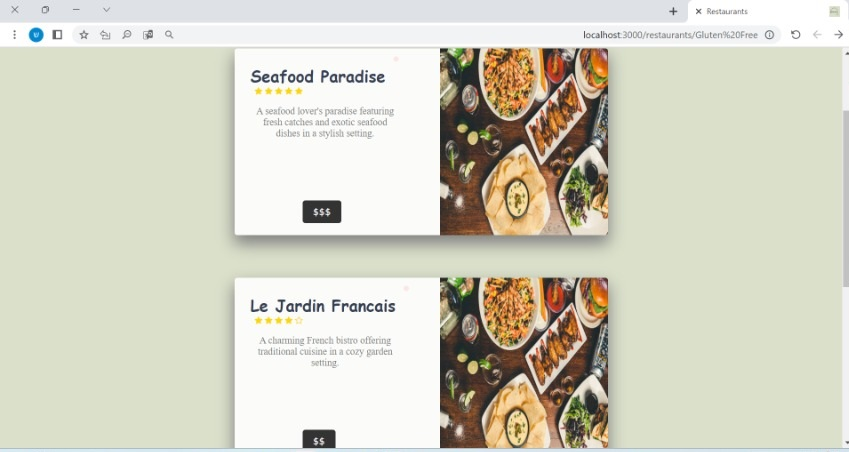 Restaurants
localhost:3000/restaurants/Gluten%20Free
Seafood Paradise
A seafood lover's paradise featuring
fresh catches and exotic seafood
dishes in a stylish setting.
$$$
Le Jardin Francais
A charming French bistro offering
traditional cuisine in a cozy garden
setting.
$$